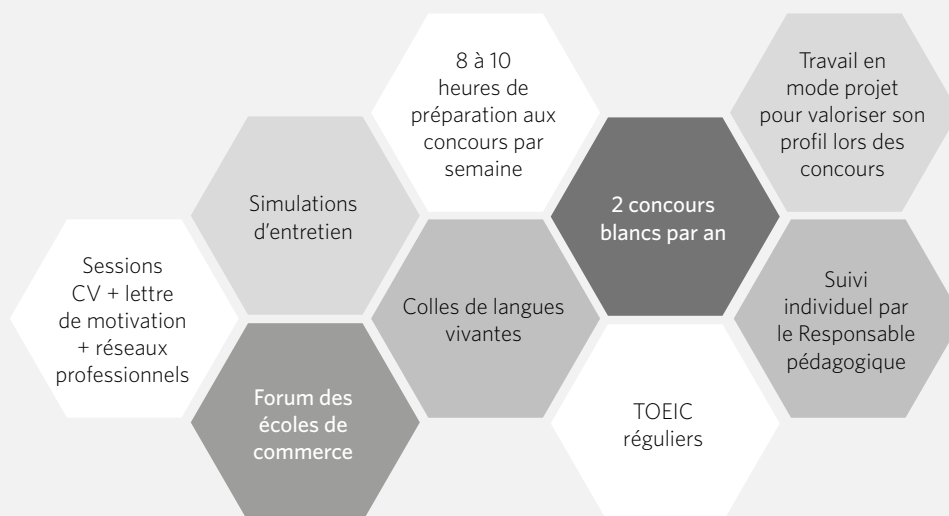 8 à 10
heures de
préparation aux
concours par
semaine
Travail en
mode projet
pour valoriser son
profil lors des
concours
Simulations
d'entretien
2 concours
blancs par an
Sessions
CV + lettre
de motivation
+ réseaux
professionnels
Colles de langues
vivantes
Suivi
individuel par
le Responsable
pédagogique
Forum des
écoles de
commerce
TOEIC
réguliers